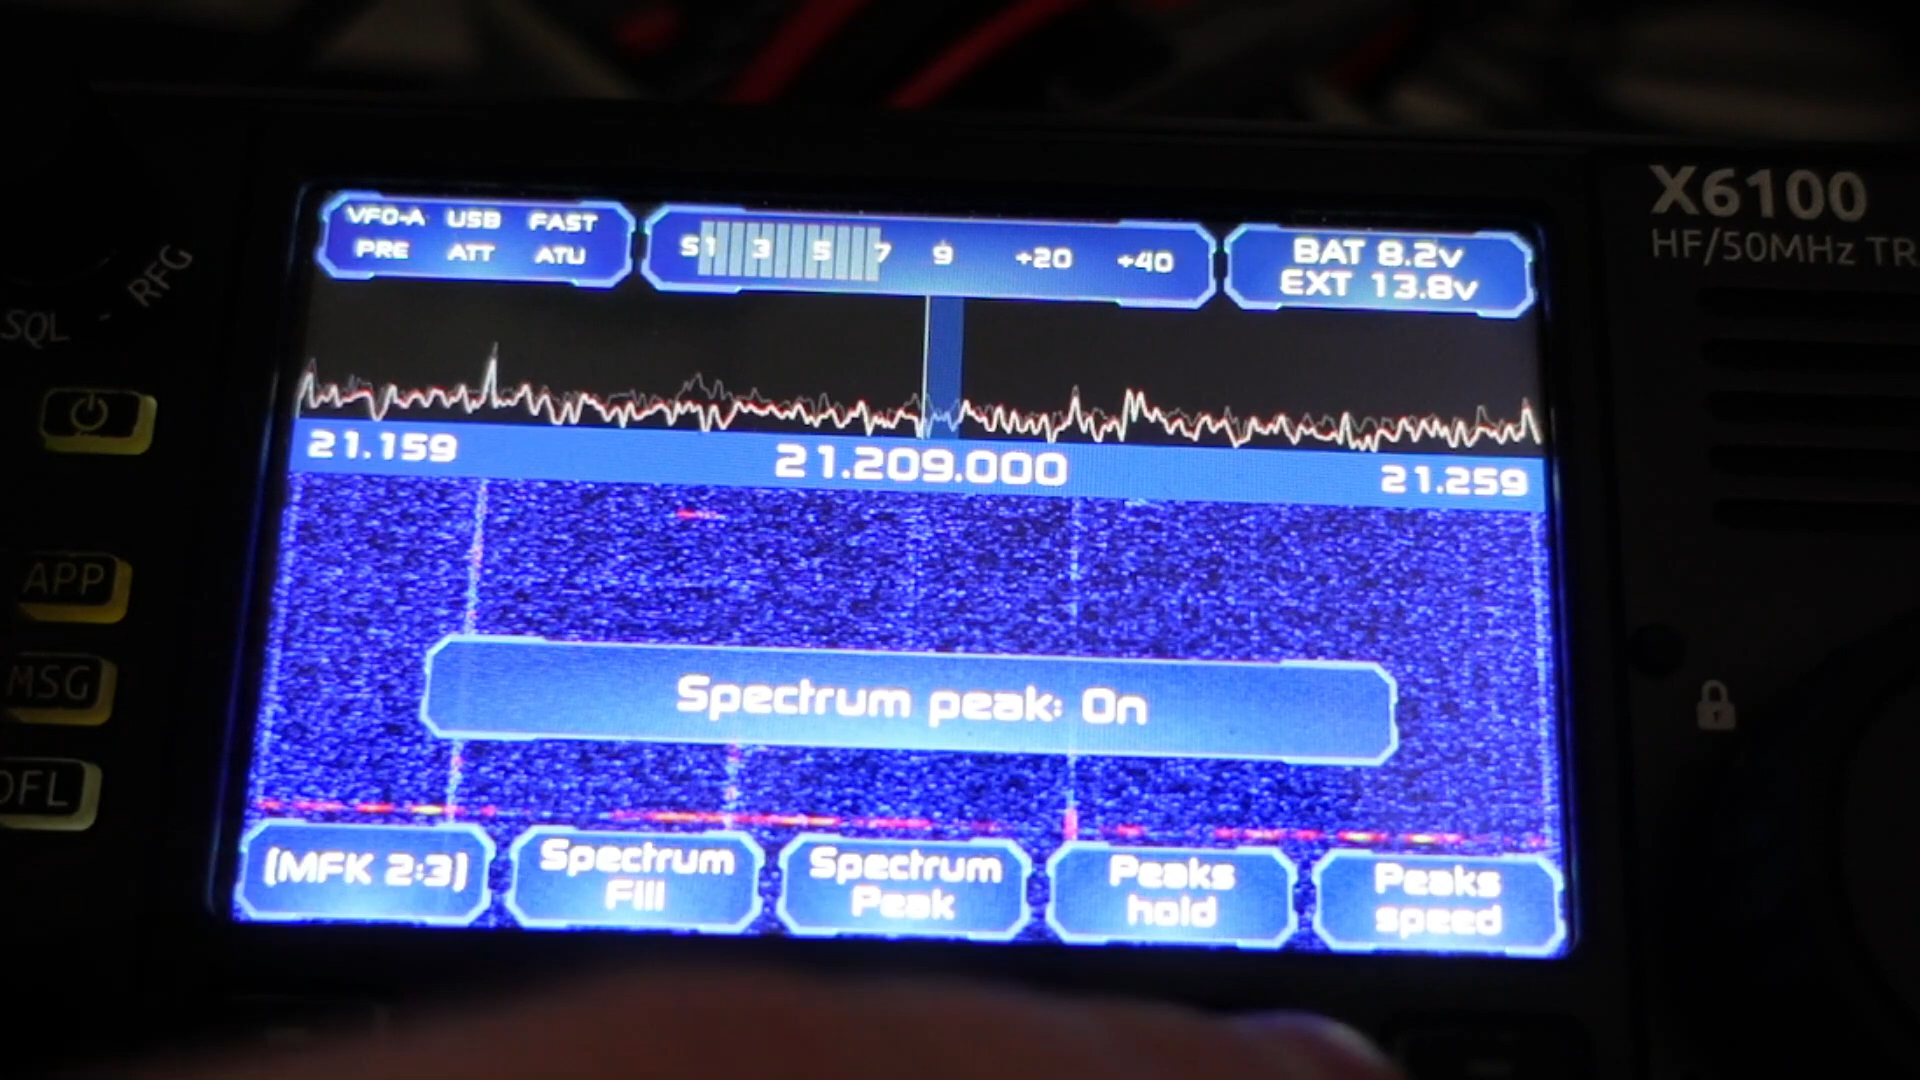 X6100
HF/50MHz TR
VFO-A USB FAST
PRE ATT ATU
S1 3 5 7 9 +20 +40
BAT 8.2v
EXT 13.8v
RFG
SQL
21.159 21.209.000 21.259
APP
MSG
DFL
Spectrum peak: On
(MFK 2:3)
Spectrum
Fill
Spectrum
Peak
Peaks
hold
Peaks
speed